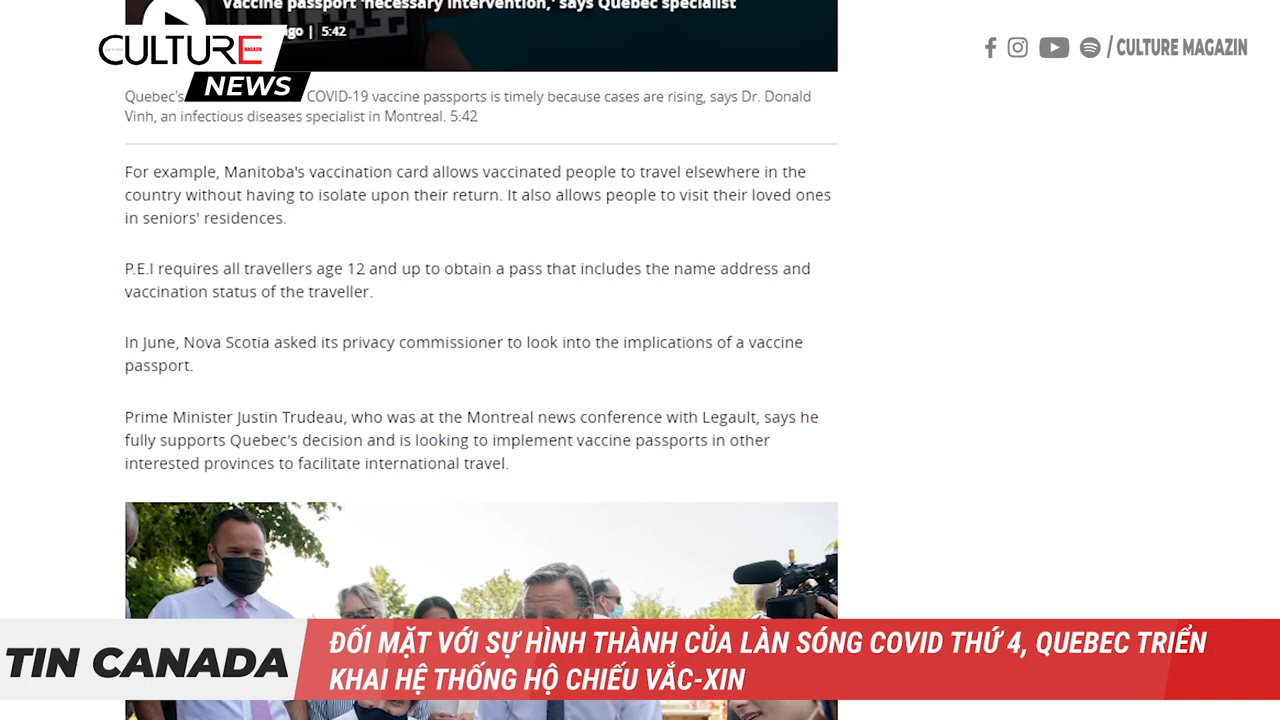 Vaccine passport 'necessary intervention,' says Quebec specialist
ago | 5:42
CULTURE
MAGAZIN
NEWS
/ CULTURE MAGAZIN
Quebec's COVID-19 vaccine passports is timely because cases are rising, says Dr. Donald
Vinh, an infectious diseases specialist in Montreal. 5:42
For example, Manitoba's vaccination card allows vaccinated people to travel elsewhere in the
country without having to isolate upon their return. It also allows people to visit their loved ones
in seniors' residences.
P.E.I requires all travellers age 12 and up to obtain a pass that includes the name address and
vaccination status of the traveller.
In June, Nova Scotia asked its privacy commissioner to look into the implications of a vaccine
passport.
Prime Minister Justin Trudeau, who was at the Montreal news conference with Legault, says he
fully supports Quebec's decision and is looking to implement vaccine passports in other
interested provinces to facilitate international travel.
TIN CANADA
ĐỐI MẶT VỚI SỰ HÌNH THÀNH CỦA LÀN SÓNG COVID THỨ 4, QUEBEC TRIỂN
KHAI HỆ THỐNG HỘ CHIẾU VẮC-XIN